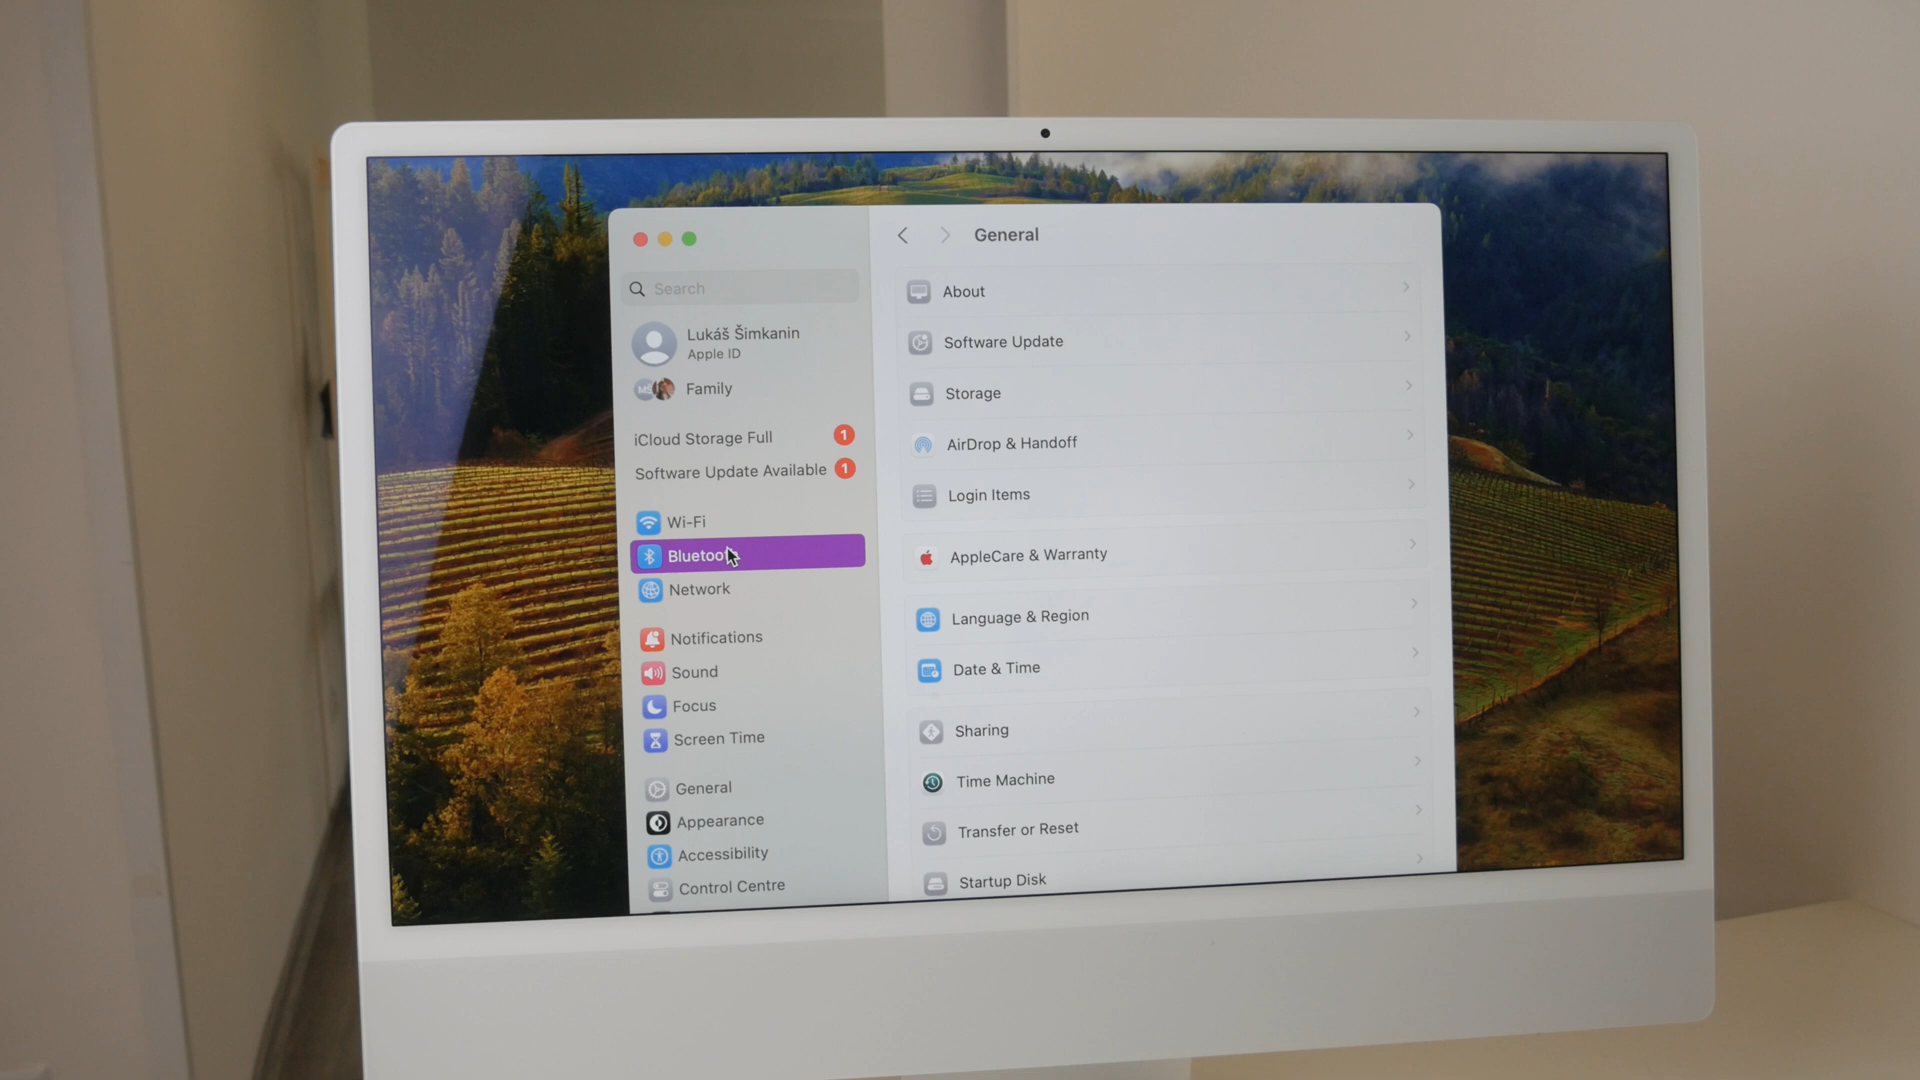 General
Search
Lukáš Šimkanin
Apple ID
Family
iCloud Storage Full 1
Software Update Available 1
Wi-Fi
Bluetooth
Network
Notifications
Sound
Focus
Screen Time
General
Appearance
Accessibility
Control Centre
About
Software Update
Storage
AirDrop & Handoff
Login Items
AppleCare & Warranty
Language & Region
Date & Time
Sharing
Time Machine
Transfer or Reset
Startup Disk